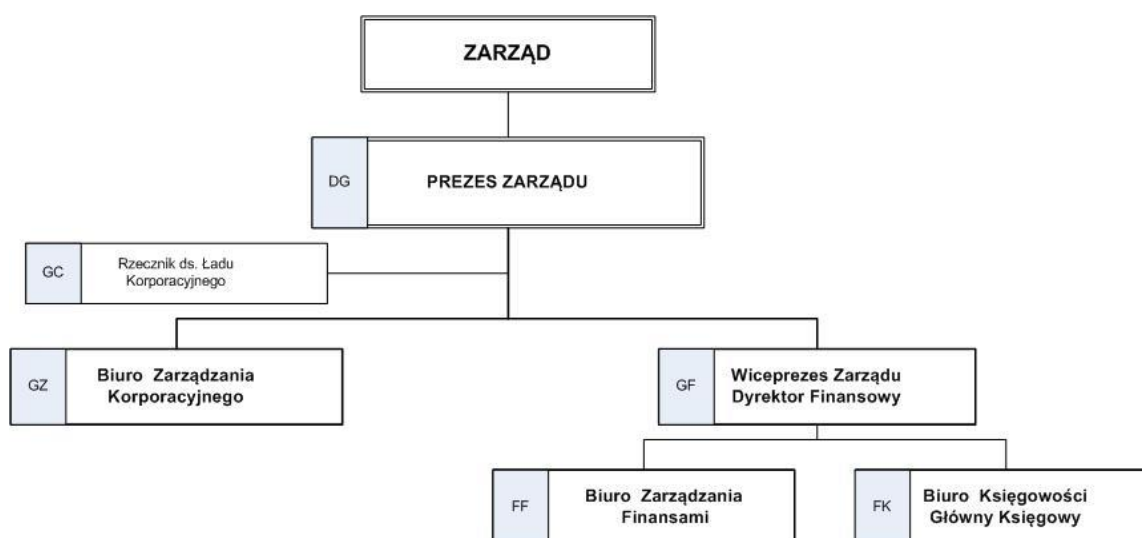 ZARZĄD
DG
PREZES ZARZĄDU
GC
Rzecznik ds. Ładu
Korporacyjnego
GZ
Biuro Zarządzania
Korporacyjnego
GF
Wiceprezes Zarządu
Dyrektor Finansowy
FF
Biuro Zarządzania
Finansami
FK
Biuro Księgowości
Główny Księgowy